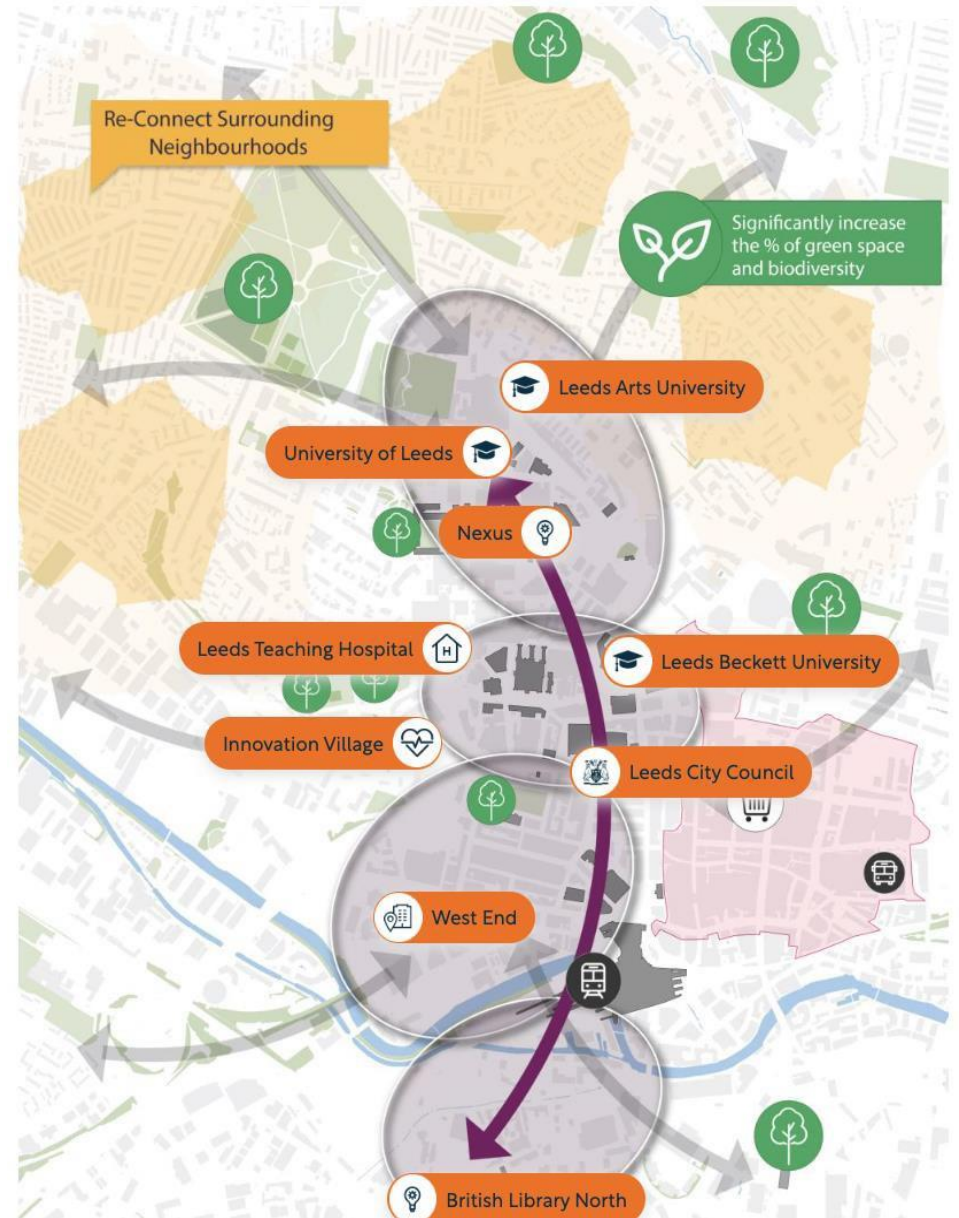 Re-Connect Surrounding
Neighbourhoods
Significantly increase
the % of green space
and biodiversity
Leeds Arts University
University of Leeds
Nexus
Leeds Teaching Hospital
H
Leeds Beckett University
Innovation Village
Leeds City Council
West End
British Library North